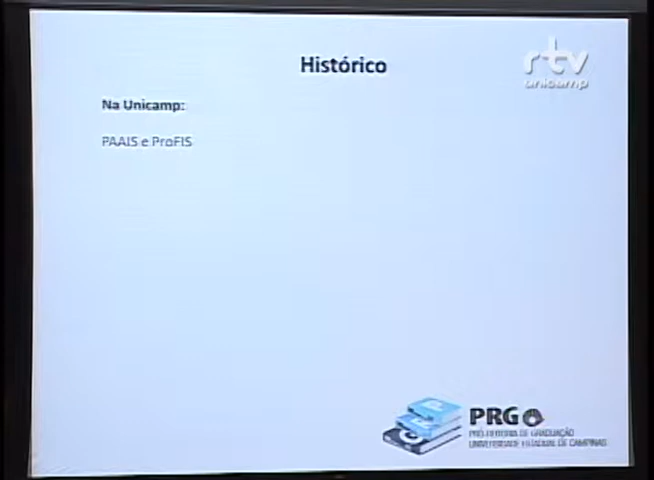 Histórico
rtv
unicamp
Na Unicamp:
PAAIS e ProFIS
PRG
PRÓ-REITORIA DE GRADUAÇÃO
UNIVERSIDADE ESTADUAL DE CAMPINAS